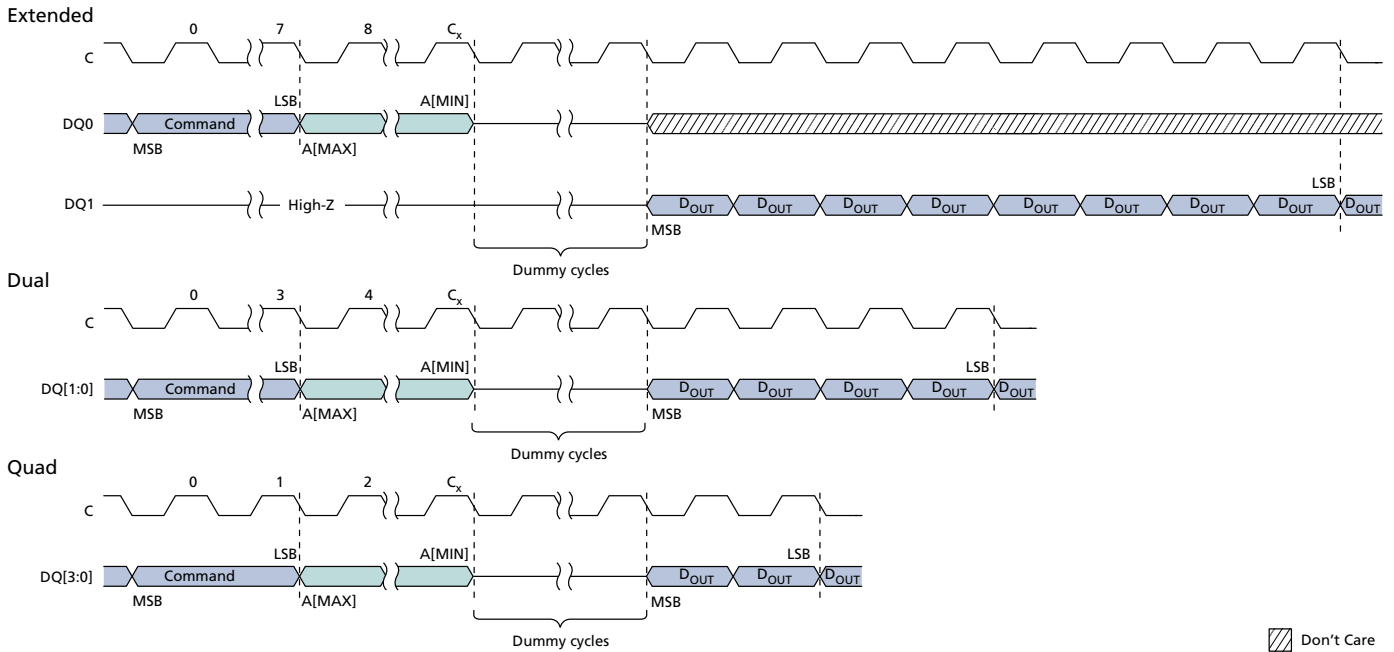 Extended
0 7 8 Cx
C
LSB A[MIN]
DQ0 Command
MSB A[MAX]
LSB
DQ1 High-Z DOUT DOUT DOUT DOUT DOUT DOUT DOUT DOUT DOUT
MSB
Dummy cycles
Dual
0 3 4 Cx
C
LSB A[MIN] LSB
DQ[1:0] Command DOUT DOUT DOUT DOUT DOUT
MSB A[MAX] MSB
Dummy cycles
Quad
0 1 2 Cx
C
LSB A[MIN] LSB
DQ[3:0] Command DOUT DOUT DOUT
MSB A[MAX] MSB
Dummy cycles
Don't Care